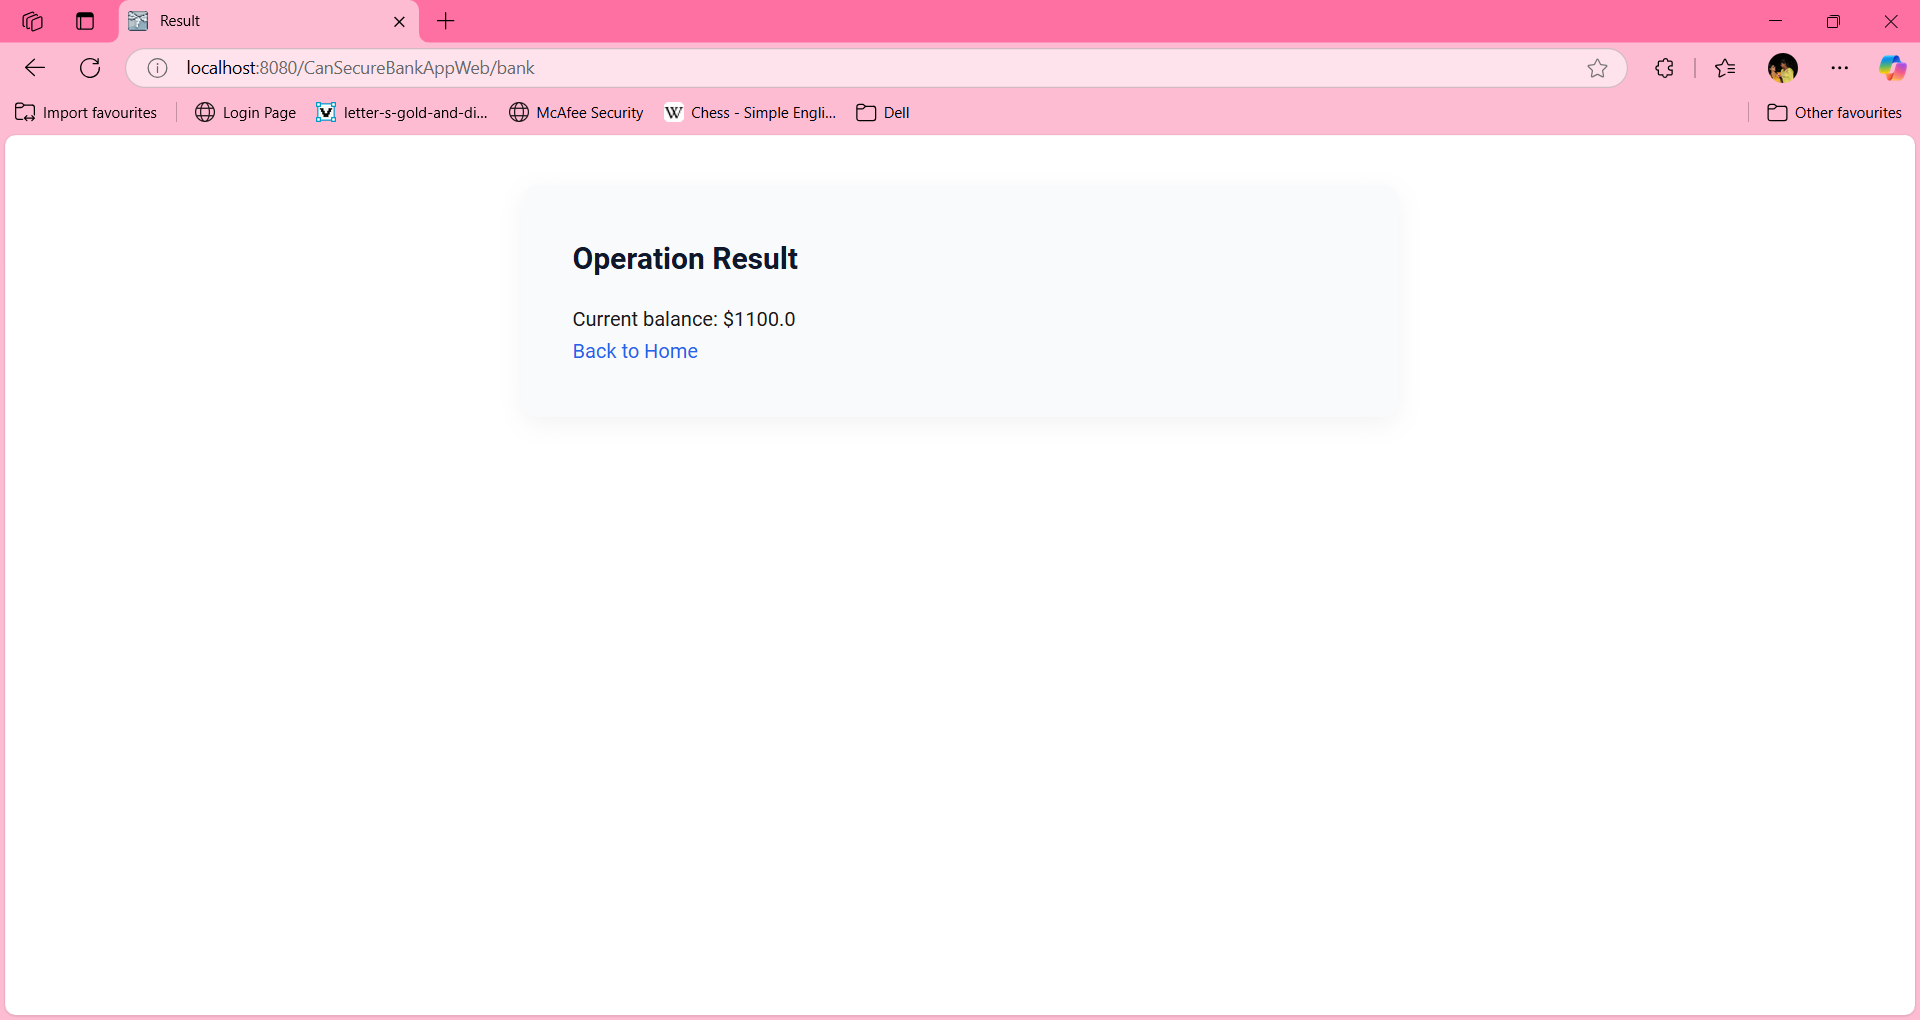 Result
localhost:8080/CanSecureBankAppWeb/bank
Import favourites
Login Page
letter-s-gold-and-di...
McAfee Security
W Chess - Simple Engli...
Dell
Other favourites
Operation Result
Current balance: $1100.0
Back to Home